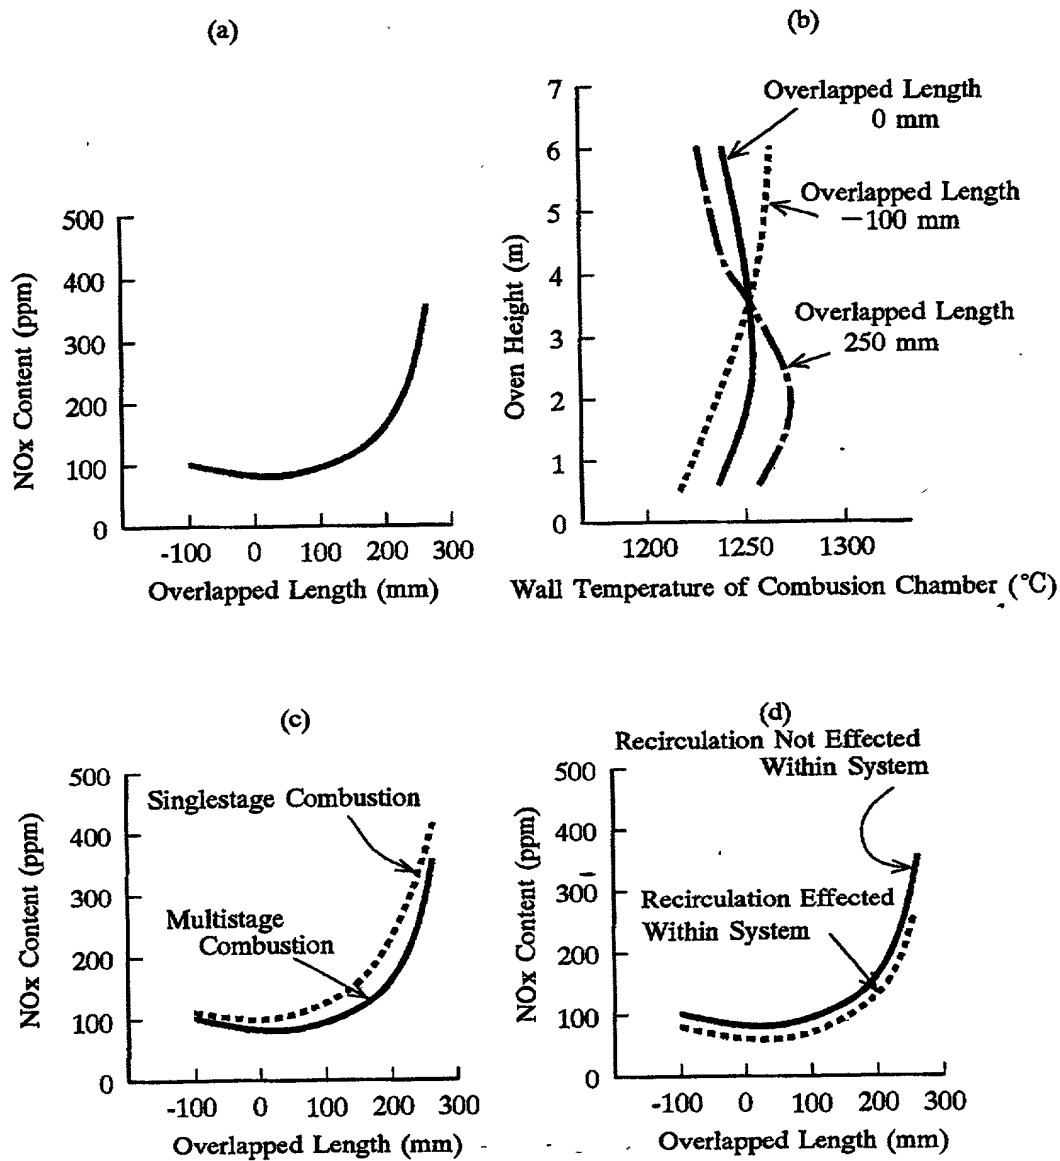 (a)
500
400
300
200
100
0
-100 0 100 200 300
NOx Content (ppm)
Overlapped Length (mm)
(b)
7
6
5
4
3
2
1
0
1200 1250 1300
Oven Height (m)
Wall Temperature of Combusion Chamber (°C)
Overlapped Length
0 mm
Overlapped Length
−100 mm
Overlapped Length
250 mm
(c)
500
400
300
200
100
0
-100 0 100 200 300
NOx Content (ppm)
Overlapped Length (mm)
Singlestage Combustion
Multistage
Combustion
(d)
Recirculation Not Effected
Within System
500
400
300
200
100
0
-100 0 100 200 300
NOx Content (ppm)
Overlapped Length (mm)
Recirculation Effected
Within System